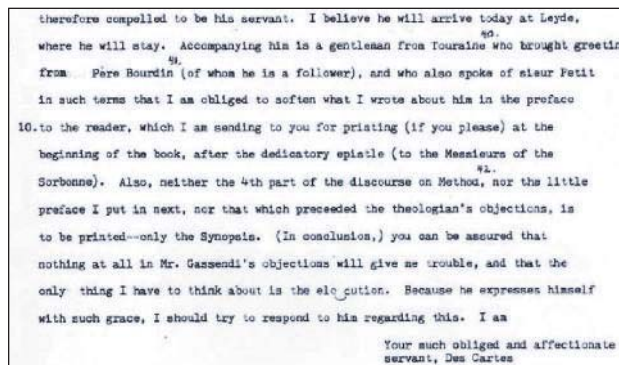 therefore compelled to be his servant. I believe he will arrive today at Leyde,
40.
where he will stay. Accompanying him is a gentleman from Touraine who brought greetin
41.
from Père Bourdin (of whom he is a follower), and who also spoke of sieur Petit
in such terms that I am obliged to soften what I wrote about him in the preface
10. to the reader, which I am sending to you for printing (if you please) at the
beginning of the book, after the dedicatory epistle (to the Messieurs of the
42.
Sorbonne). Also, neither the 4th part of the discourse on Method, nor the little
preface I put in next, nor that which preceeded the theologian's objections, is
to be printed--only the Synopsis. (In conclusion,) you can be assured that
nothing at all in Mr. Gassendi's objections will give me trouble, and that the
only thing I have to think about is the elocution. Because he expresses himself
with such grace, I should try to respond to him regarding this. I am
Your much obliged and affectionate
servant, Des Cartes